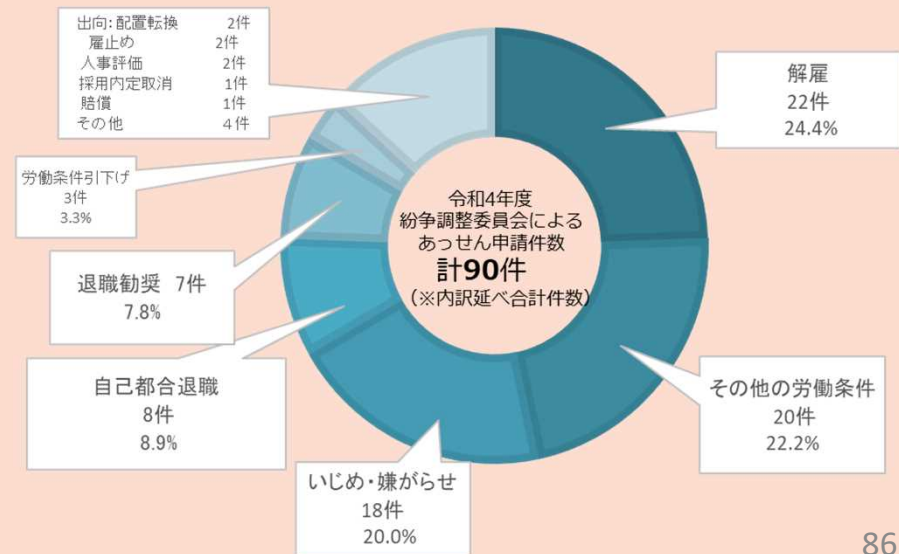 出向:配置転換 2件
雇止め 2件
人事評価 2件
採用内定取消 1件
賠償 1件
その他 4件
解雇
22件
24.4%
労働条件引下げ
3件
3.3%
令和4年度
紛争調整委員会による
あっせん申請件数
計90件
(※内訳延べ合計件数)
退職勧奨 7件
7.8%
自己都合退職
8件
8.9%
その他の労働条件
20件
22.2%
いじめ・嫌がらせ
18件
20.0%
86